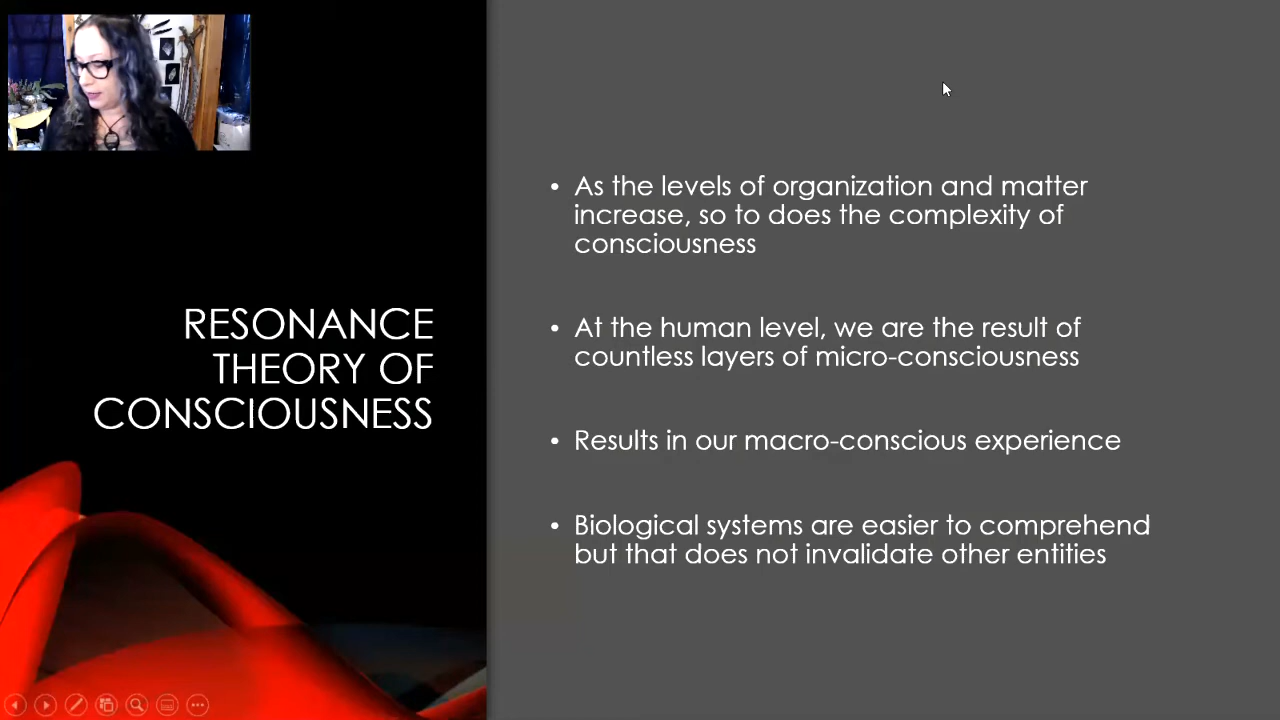 RESONANCE
THEORY OF
CONSCIOUSNESS
• As the levels of organization and matter
increase, so to does the complexity of
consciousness
• At the human level, we are the result of
countless layers of micro-consciousness
• Results in our macro-conscious experience
• Biological systems are easier to comprehend
but that does not invalidate other entities